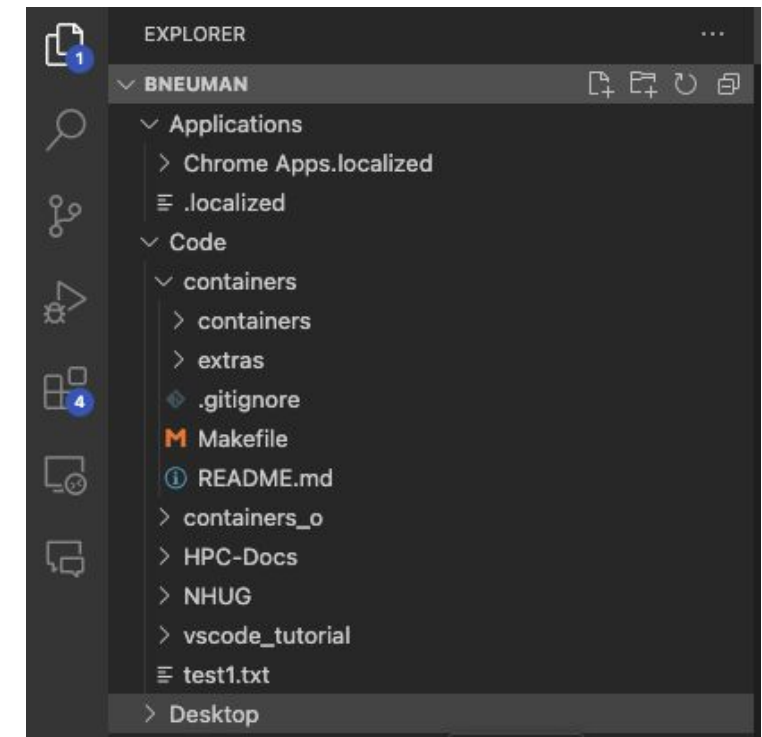 EXPLORER
1
BNEUMAN
Applications
Chrome Apps.localized
.localized
Code
containers
containers
extras
.gitignore
4
M Makefile
README.md
containers_o
HPC-Docs
NHUG
vscode_tutorial
test1.txt
Desktop